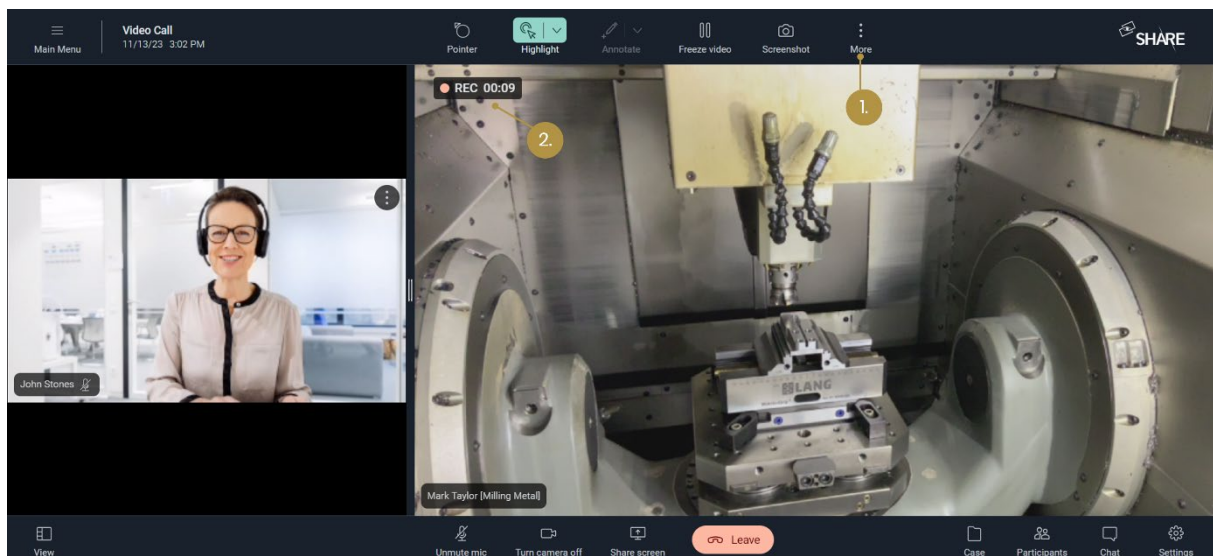 Main Menu
Video Call
11/13/23 3:02 PM
Pointer
Highlight
Annotate
Freeze video
Screenshot
More
SHARE
REC 00:09
1.
2.
John Stones
LANG
Mark Taylor [Milling Metal]
View
Unmute mic
Turn camera off
Share screen
Leave
Case
Participants
Chat
Settings